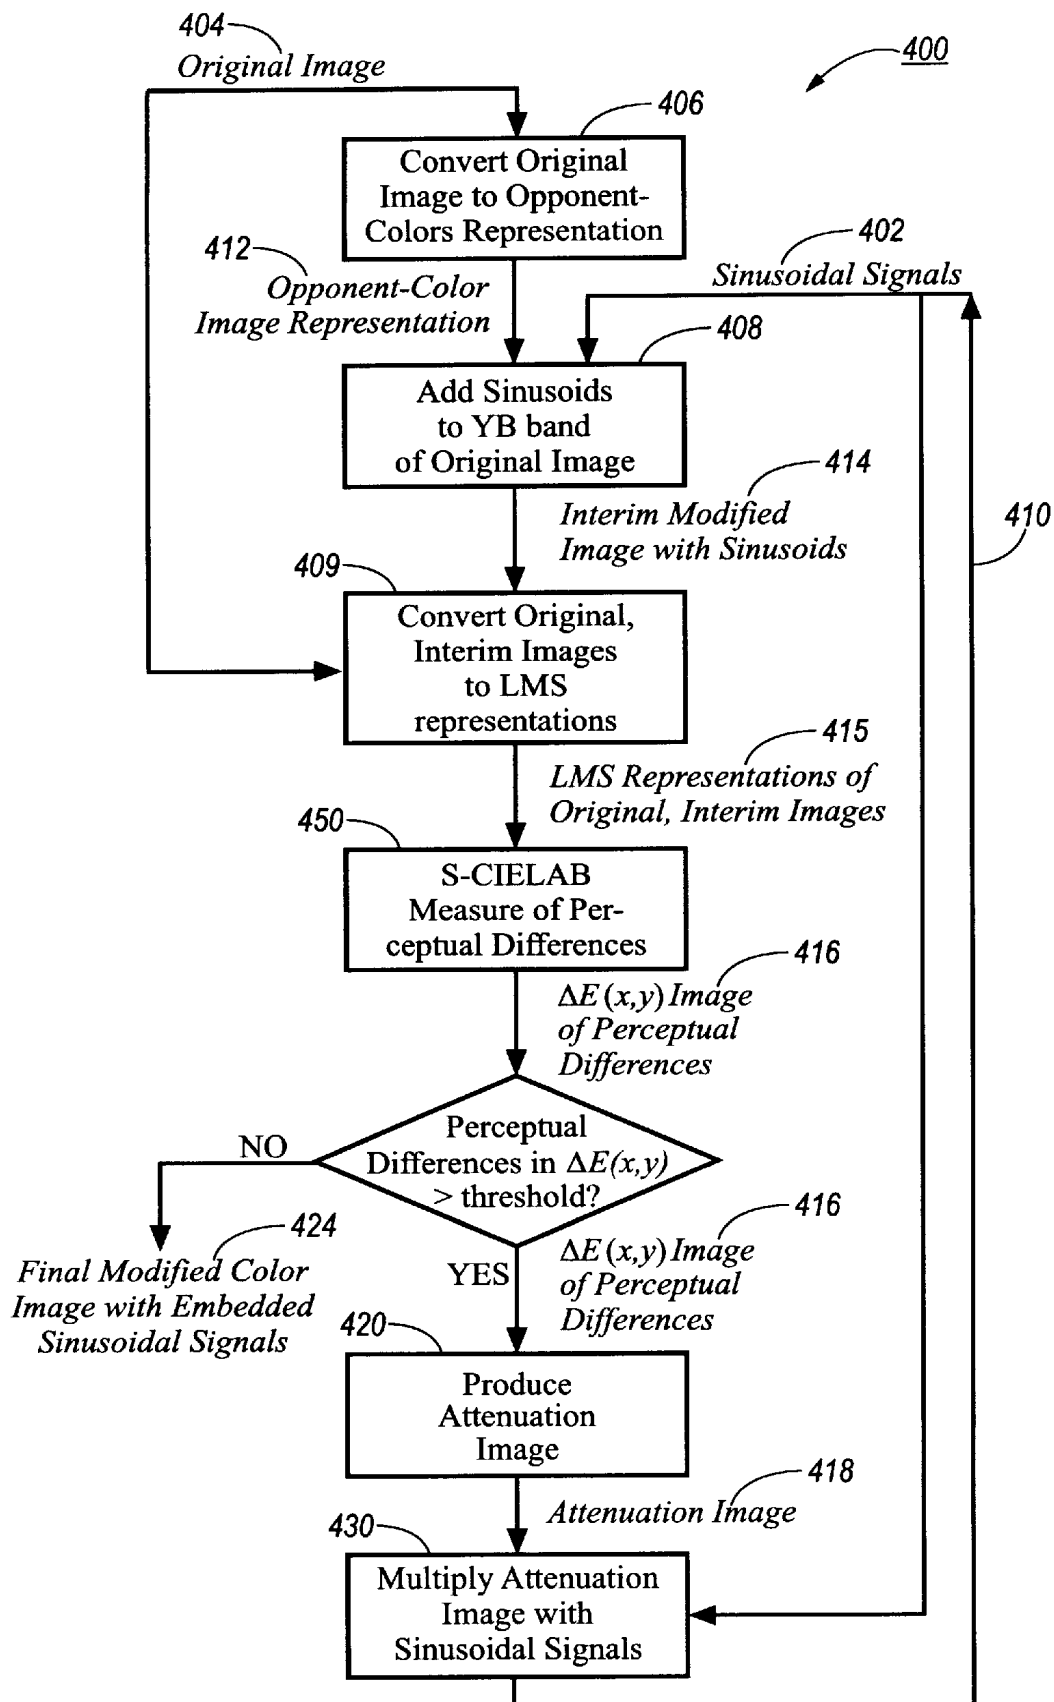 404
Original Image
400
406
Convert Original
Image to Opponent-
Colors Representation
402
Sinusoidal Signals
412
Opponent-Color
Image Representation
408
Add Sinusoids
to YB band
of Original Image
414
Interim Modified
Image with Sinusoids
410
409
Convert Original,
Interim Images
to LMS
representations
415
LMS Representations of
Original, Interim Images
450
S-CIELAB
Measure of Per-
ceptual Differences
416
ΔE (x,y) Image
of Perceptual
Differences
Perceptual
Differences in ΔE(x,y)
> threshold?
NO
424
Final Modified Color
Image with Embedded
Sinusoidal Signals
YES
416
ΔE (x,y) Image
of Perceptual
Differences
420
Produce
Attenuation
Image
418
Attenuation Image
430
Multiply Attenuation
Image with
Sinusoidal Signals